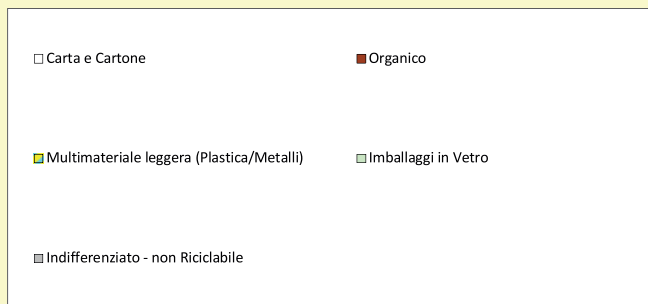 Carta e Cartone
Organico
Multimateriale leggera (Plastica/Metalli)
Imballaggi in Vetro
Indifferenziato - non Riciclabile